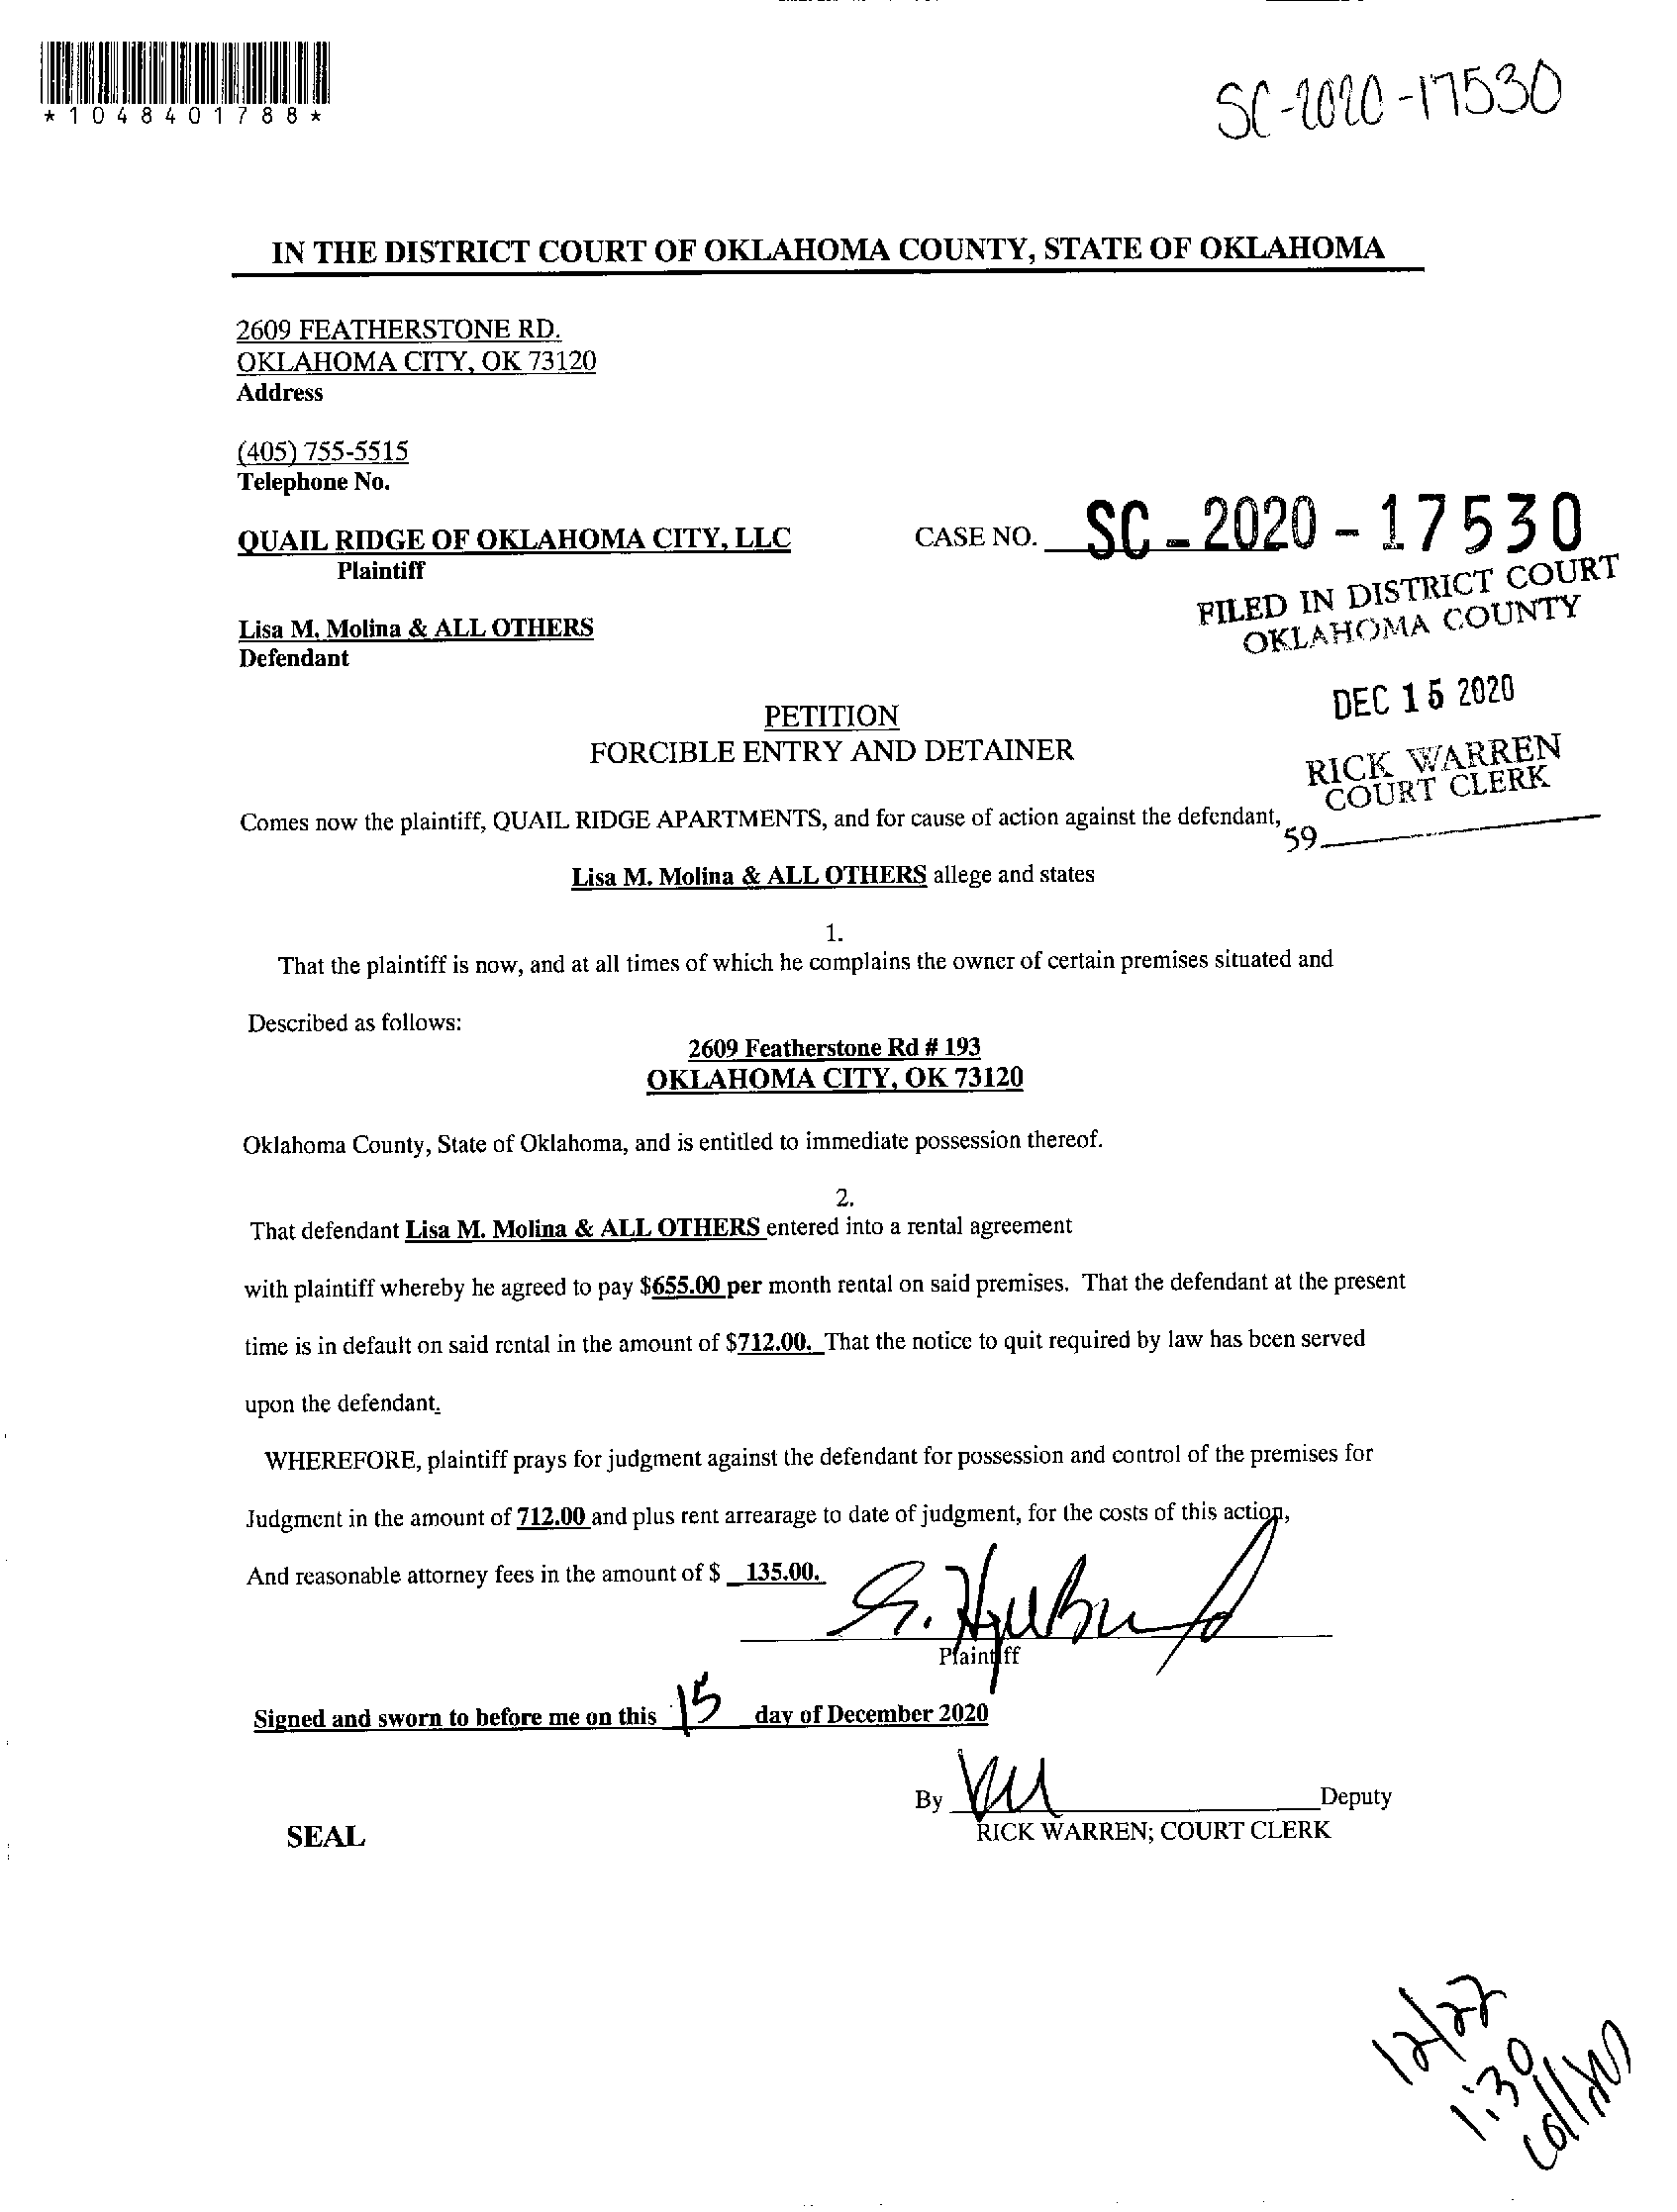 *1048401788*
SC-2020-17530
IN THE DISTRICT COURT OF OKLAHOMA COUNTY, STATE OF OKLAHOMA
2609 FEATHERSTONE RD.
OKLAHOMA CITY, OK 73120
Address
(405) 755-5515
Telephone No.
QUAIL RIDGE OF OKLAHOMA CITY, LLC
Plaintiff
CASE NO. SC-2020-17530
FILED IN DISTRICT COURT
OKLAHOMA COUNTY
Lisa M. Molina & ALL OTHERS
Defendant
DEC 15 2020
PETITION
FORCIBLE ENTRY AND DETAINER
RICK WARREN
COURT CLERK
59
Comes now the plaintiff, QUAIL RIDGE APARTMENTS, and for cause of action against the defendant,
Lisa M. Molina & ALL OTHERS allege and states
1.
That the plaintiff is now, and at all times of which he complains the owner of certain premises situated and
Described as follows:
2609 Featherstone Rd # 193
OKLAHOMA CITY, OK 73120
Oklahoma County, State of Oklahoma, and is entitled to immediate possession thereof.
2.
That defendant Lisa M. Molina & ALL OTHERS entered into a rental agreement
with plaintiff whereby he agreed to pay $655.00 per month rental on said premises. That the defendant at the present
time is in default on said rental in the amount of $712.00. That the notice to quit required by law has been served
upon the defendant.
WHEREFORE, plaintiff prays for judgment against the defendant for possession and control of the premises for
Judgment in the amount of 712.00 and plus rent arrearage to date of judgment, for the costs of this action,
And reasonable attorney fees in the amount of $ 135.00.
Plaintiff
Signed and sworn to before me on this 15 day of December 2020
By Deputy
RICK WARREN; COURT CLERK
SEAL
12/22
1:30